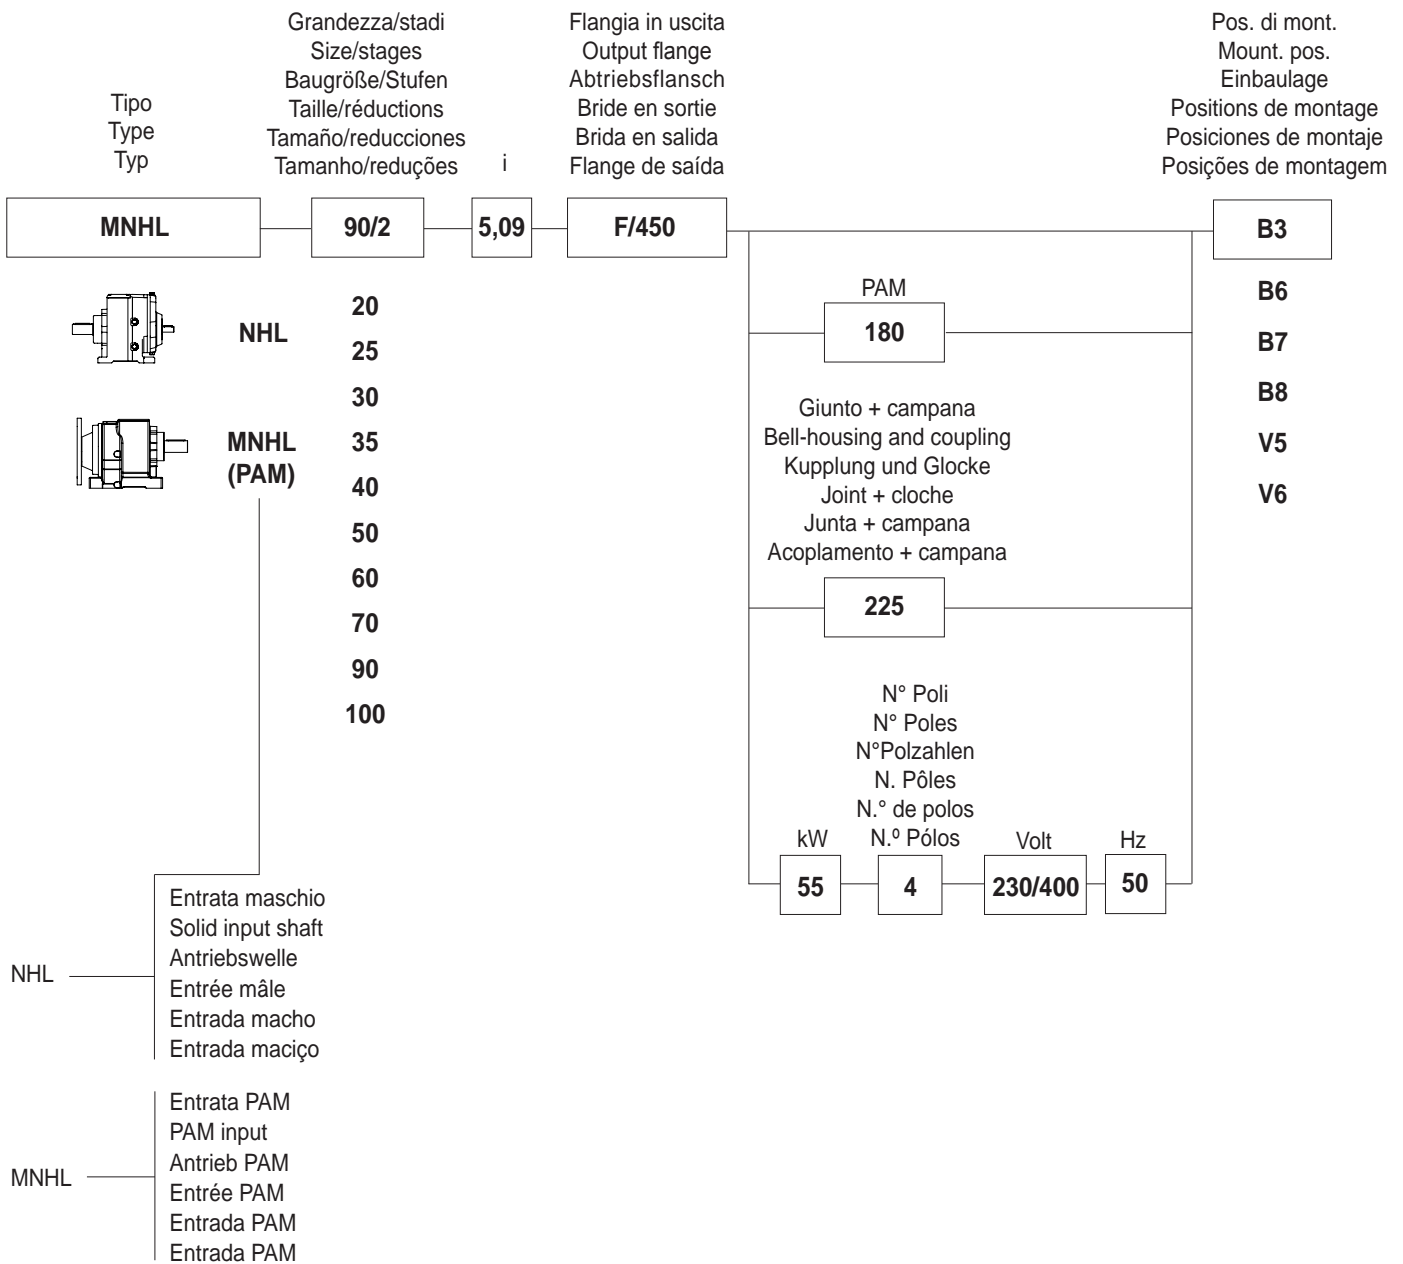 Tipo
Type
Typ
Grandezza/stadi
Size/stages
Baugröße/Stufen
Taille/réductions
Tamaño/reducciones
Tamanho/reduções
i
Flangia in uscita
Output flange
Abtriebsflansch
Bride en sortie
Brida en salida
Flange de saída
Pos. di mont.
Mount. pos.
Einbaulage
Positions de montage
Posiciones de montaje
Posições de montagem
MNHL
90/2
5,09
F/450
B3
NHL
MNHL
(PAM)
20
25
30
35
40
50
60
70
90
100
PAM
180
Giunto + campana
Bell-housing and coupling
Kupplung und Glocke
Joint + cloche
Junta + campana
Acoplamento + campana
225
kW
55
N° Poli
N° Poles
N°Polzahlen
N. Pôles
N.° de polos
N.º Pólos
4
Volt
230/400
Hz
50
B6
B7
B8
V5
V6
NHL
Entrata maschio
Solid input shaft
Antriebswelle
Entrée mâle
Entrada macho
Entrada maciço
MNHL
Entrata PAM
PAM input
Antrieb PAM
Entrée PAM
Entrada PAM
Entrada PAM